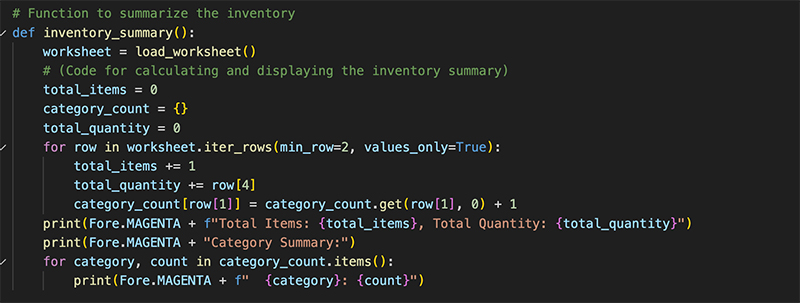 # Function to summarize the inventory
def inventory_summary():
    worksheet = load_worksheet()
    # (Code for calculating and displaying the inventory summary)
    total_items = 0
    category_count = {}
    total_quantity = 0
    for row in worksheet.iter_rows(min_row=2, values_only=True):
        total_items += 1
        total_quantity += row[4]
        category_count[row[1]] = category_count.get(row[1], 0) + 1
    print(Fore.MAGENTA + f"Total Items: {total_items}, Total Quantity: {total_quantity}")
    print(Fore.MAGENTA + "Category Summary:")
    for category, count in category_count.items():
        print(Fore.MAGENTA + f"  {category}: {count}")